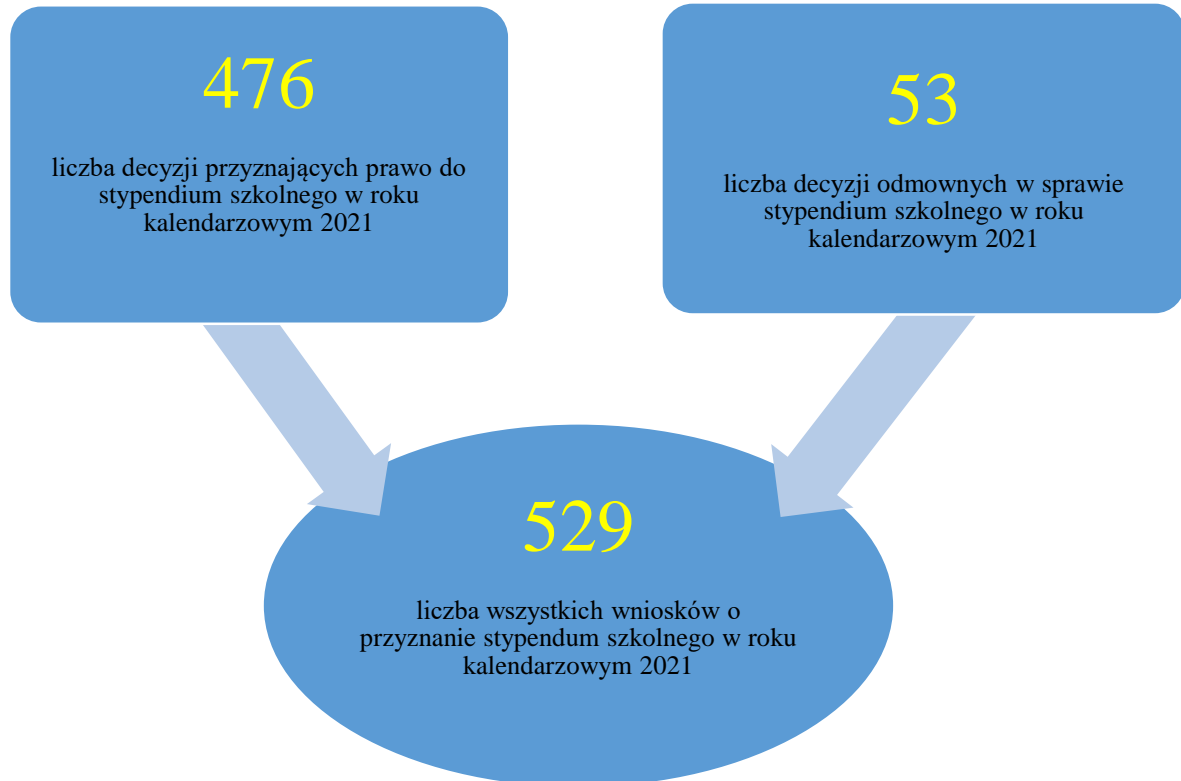 476
liczba decyzji przyznających prawo do
stypendium szkolnego w roku
kalendarzowym 2021
53
liczba decyzji odmownych w sprawie
stypendium szkolnego w roku
kalendarzowym 2021
529
liczba wszystkich wniosków o
przyznanie stypendum szkolnego w roku
kalendarzowym 2021